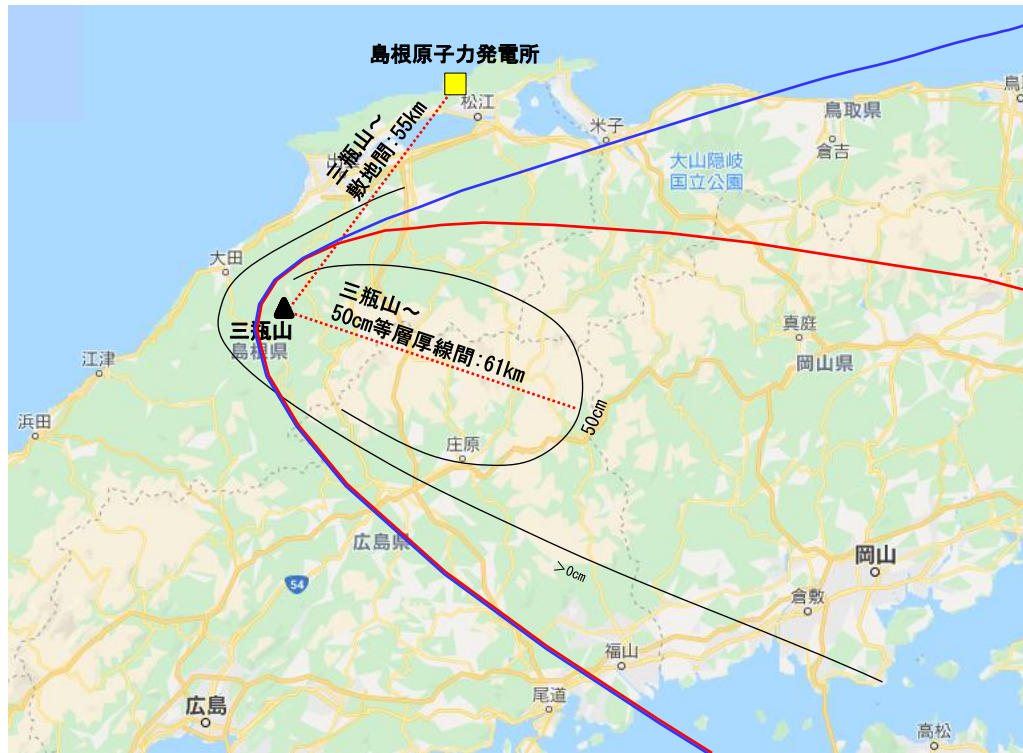 島根原子力発電所
松江
米子
鳥取県
倉吉
大山隠岐
国立公園
三瓶山～
敷地間：55km
大田
三瓶山～
50cm等層厚線間：61km
三瓶山
島根県
真庭
岡山県
江津
浜田
50cm
庄原
広島県
>0cm
岡山
54
倉敷
福山
尾道
広島
高松